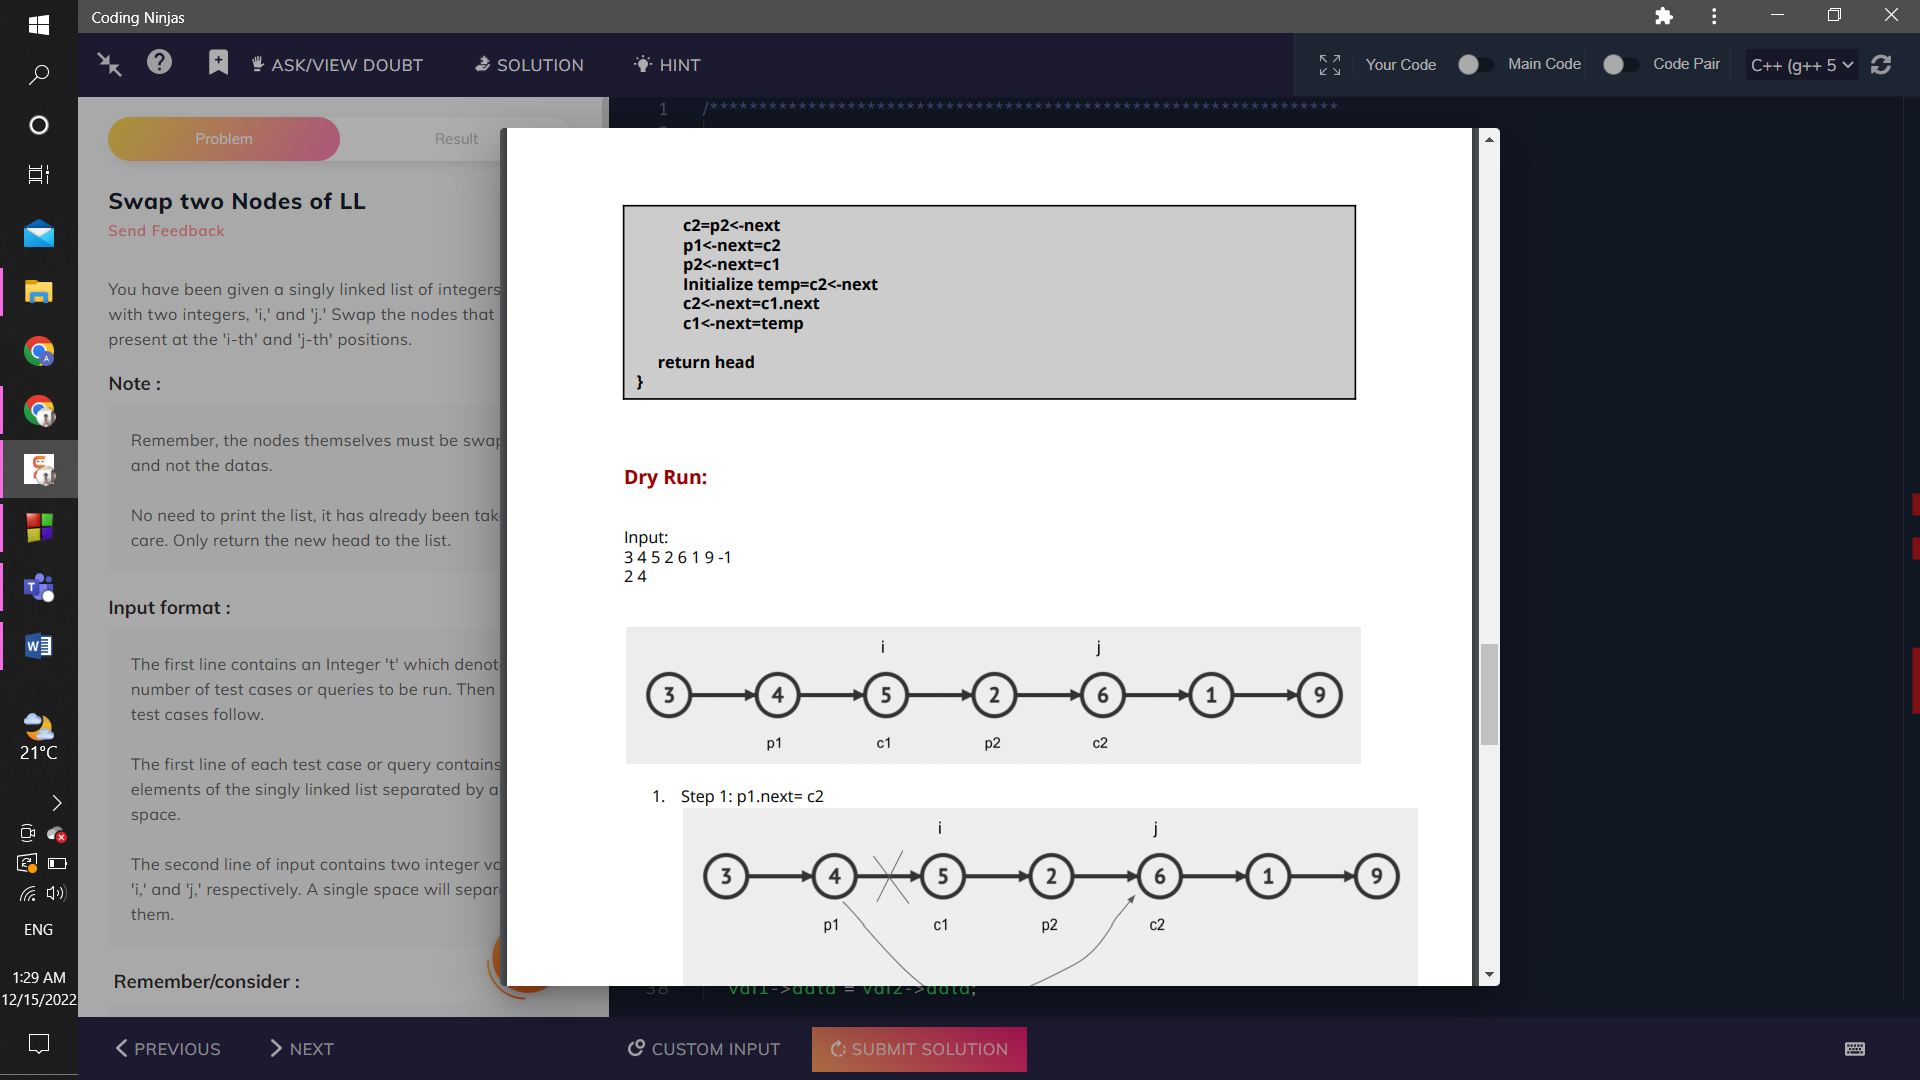 Coding Ninjas
ASK/VIEW DOUBT
SOLUTION
HINT
Your Code
Main Code
Code Pair
C++ (g++ 5
Problem
Result
Swap two Nodes of LL
Send Feedback
You have been given a singly linked list of integers
with two integers, 'i,' and 'j.' Swap the nodes that
present at the 'i-th' and 'j-th' positions.
Note :
Remember, the nodes themselves must be
and not the datas.
No need to print the list, it has already been
care. Only return the new head to the list.
Input format :
The first line contains an Integer 't' which
number of test cases or queries to be run. Then
test cases follow.
The first line of each test case or query contains
elements of the singly linked list separated by a
space.
The second line of input contains two integer
'i,' and 'j,' respectively. A single space will
them.
Remember/consider :
1 /****************************************************************
c2=p2<-next
p1<-next=c2
p2<-next=c1
Initialize temp=c2<-next
c2<-next=c1.next
c1<-next=temp
return head
}
Dry Run:
Input:
3 4 5 2 6 1 9 -1
2 4
i j
3 4 5 2 6 1 9
p1 c1 p2 c2
1. Step 1: p1.next= c2
i j
3 4 5 2 6 1 9
p1 c1 p2 c2
38 val1->data = val2->data;
PREVIOUS
NEXT
CUSTOM INPUT
SUBMIT SOLUTION
21°C
ENG
1:29 AM
12/15/2022